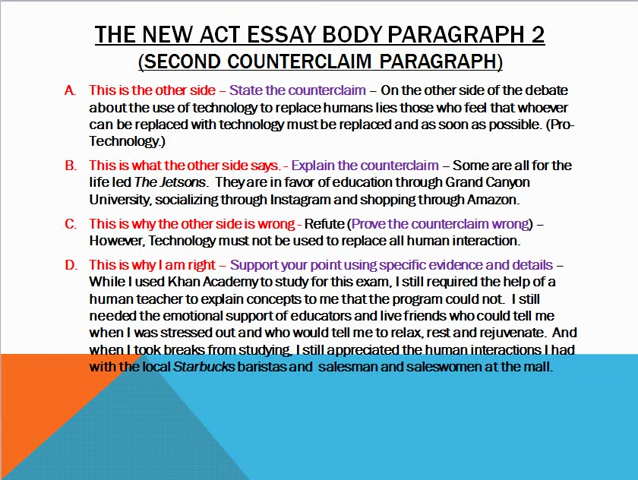 THE NEW ACT ESSAY BODY PARAGRAPH 2
(SECOND COUNTERCLAIM PARAGRAPH)
A. This is the other side – State the counterclaim – On the other side of the debate
about the use of technology to replace humans lies those who feel that whoever
can be replaced with technology must be replaced and as soon as possible. (Pro-
Technology.)
B. This is what the other side says. - Explain the counterclaim – Some are all for the
life led The Jetsons. They are in favor of education through Grand Canyon
University, socializing through Instagram and shopping through Amazon.
C. This is why the other side is wrong - Refute (Prove the counterclaim wrong) –
However, Technology must not be used to replace all human interaction.
D. This is why I am right – Support your point using specific evidence and details –
While I used Khan Academy to study for this exam, I still required the help of a
human teacher to explain concepts to me that the program could not. I still
needed the emotional support of educators and live friends who could tell me
when I was stressed out and who would tell me to relax, rest and rejuvenate. And
when I took breaks from studying, I still appreciated the human interactions I had
with the local Starbucks baristas and salesman and saleswomen at the mall.